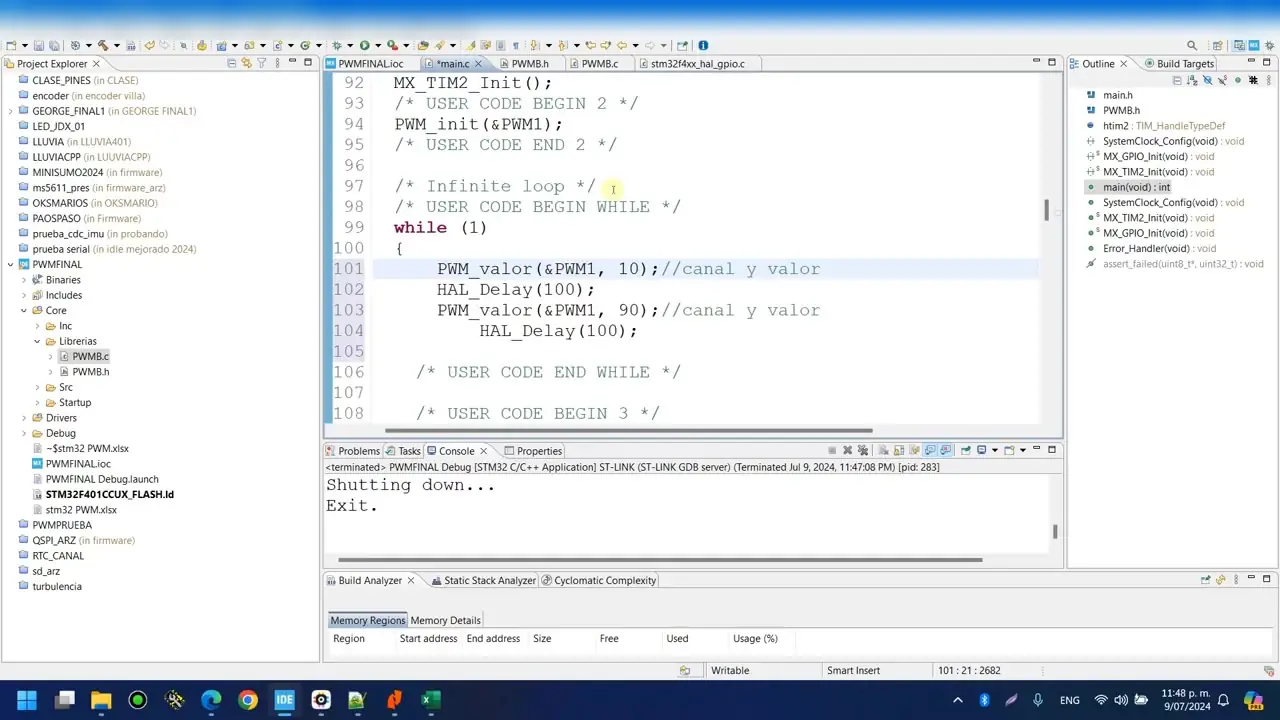 Project Explorer
CLASE_PINES (in CLASE)
encoder (in encoder villa)
GEORGE_FINAL1 (in GEORGE FINAL1)
LED_JDX_01
LLUVIA (in LLUVIA401)
LLUVIACPP (in LUUVIACPP)
MINISUMO2024 (in firmware)
ms5611_pres (in firmware_arz)
OKSMARIOS (in OKSMARIO)
PAOSPASO (in firmware)
prueba_cdc_imu (in probando)
prueba serial (in idle mejorado 2024)
PWMFINAL
Binaries
Includes
Core
Inc
Librerias
PWMB.c
PWMB.h
Src
Startup
Drivers
Debug
~$stm32 PWM.xlsx
PWMFINAL.ioc
PWMFINAL Debug.launch
STM32F401CCUX_FLASH.ld
stm32 PWM.xlsx
PWMPRUEBA
QSPI_ARZ (in firmware)
RTC_CANAL
sd_arz
turbulencia
PWMFINAL.ioc *main.c PWMB.h PWMB.c stm32f4xx_hal_gpio.c
92 MX_TIM2_Init();
93 /* USER CODE BEGIN 2 */
94 PWM_init(&PWM1);
95 /* USER CODE END 2 */
96
97 /* Infinite loop */
98 /* USER CODE BEGIN WHILE */
99 while (1)
100 {
101 PWM_valor(&PWM1, 10);//canal y valor
102 HAL_Delay(100);
103 PWM_valor(&PWM1, 90);//canal y valor
104 HAL_Delay(100);
105
106 /* USER CODE END WHILE */
107
108 /* USER CODE BEGIN 3 */
Problems Tasks Console Properties
<terminated> PWMFINAL Debug [STM32 C/C++ Application] ST-LINK (ST-LINK GDB server) (Terminated Jul 9, 2024, 11:47:08 PM) [pid: 283]
Shutting down...
Exit.
Build Analyzer Static Stack Analyzer Cyclomatic Complexity
Memory Regions Memory Details
Region Start address End address Size Free Used Usage (%)
Outline Build Targets
main.h
PWMB.h
htim2 : TIM_HandleTypeDef
SystemClock_Config(void) : void
MX_GPIO_Init(void) : void
MX_TIM2_Init(void) : void
main(void) : int
SystemClock_Config(void) : void
MX_TIM2_Init(void) : void
MX_GPIO_Init(void) : void
Error_Handler(void) : void
assert_failed(uint8_t*, uint32_t) : void
Writable Smart Insert 101 : 21 : 2682
IDE
ENG
11:48 p. m.
9/07/2024